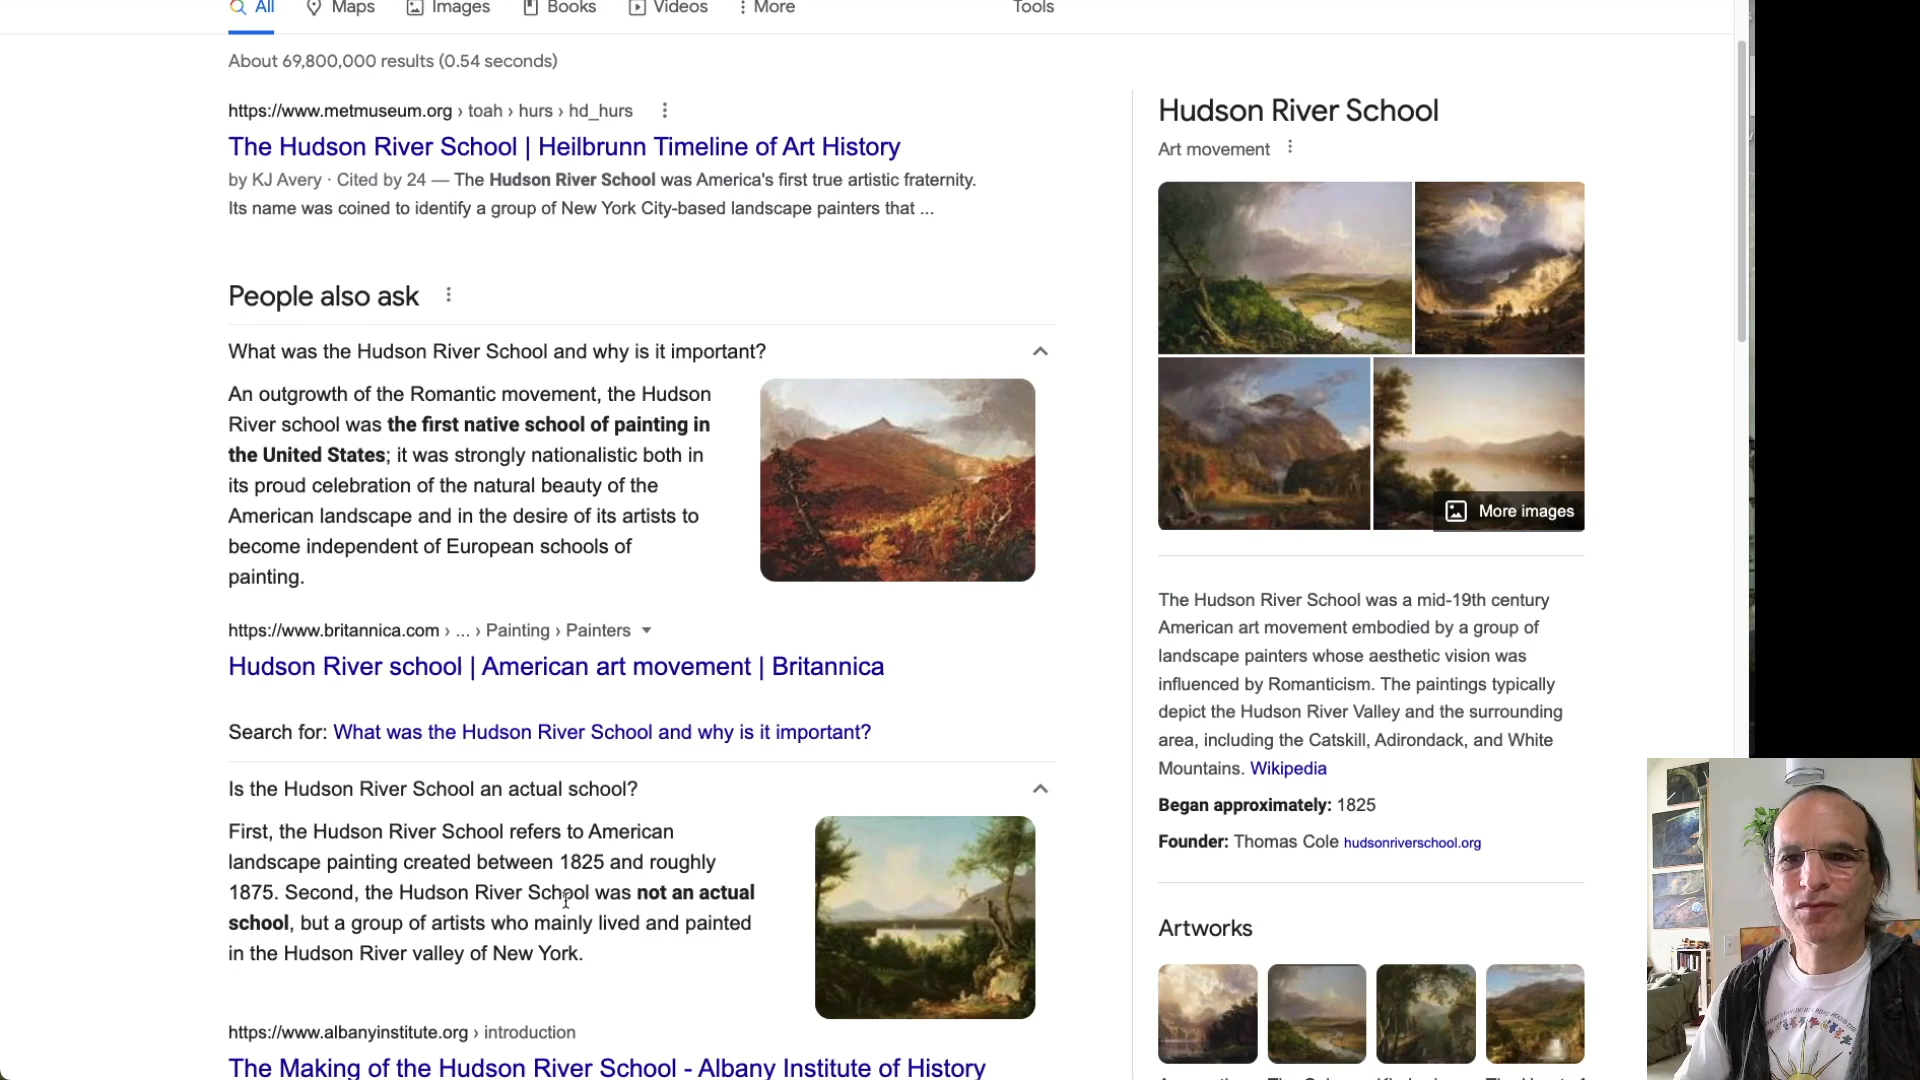 All
Maps
Images
Books
Videos
More
Tools
About 69,800,000 results (0.54 seconds)
https://www.metmuseum.org › toah › hurs › hd_hurs
The Hudson River School | Heilbrunn Timeline of Art History
by KJ Avery · Cited by 24 — The Hudson River School was America's first true artistic fraternity.
Its name was coined to identify a group of New York City-based landscape painters that ...
People also ask
What was the Hudson River School and why is it important?
An outgrowth of the Romantic movement, the Hudson
River school was the first native school of painting in
the United States; it was strongly nationalistic both in
its proud celebration of the natural beauty of the
American landscape and in the desire of its artists to
become independent of European schools of
painting.
https://www.britannica.com › ... › Painting › Painters
Hudson River school | American art movement | Britannica
Search for: What was the Hudson River School and why is it important?
Is the Hudson River School an actual school?
First, the Hudson River School refers to American
landscape painting created between 1825 and roughly
1875. Second, the Hudson River School was not an actual
school, but a group of artists who mainly lived and painted
in the Hudson River valley of New York.
https://www.albanyinstitute.org › introduction
The Making of the Hudson River School - Albany Institute of History
Hudson River School
Art movement
More images
The Hudson River School was a mid-19th century
American art movement embodied by a group of
landscape painters whose aesthetic vision was
influenced by Romanticism. The paintings typically
depict the Hudson River Valley and the surrounding
area, including the Catskill, Adirondack, and White
Mountains. Wikipedia
Began approximately: 1825
Founder: Thomas Cole hudsonriverschool.org
Artworks